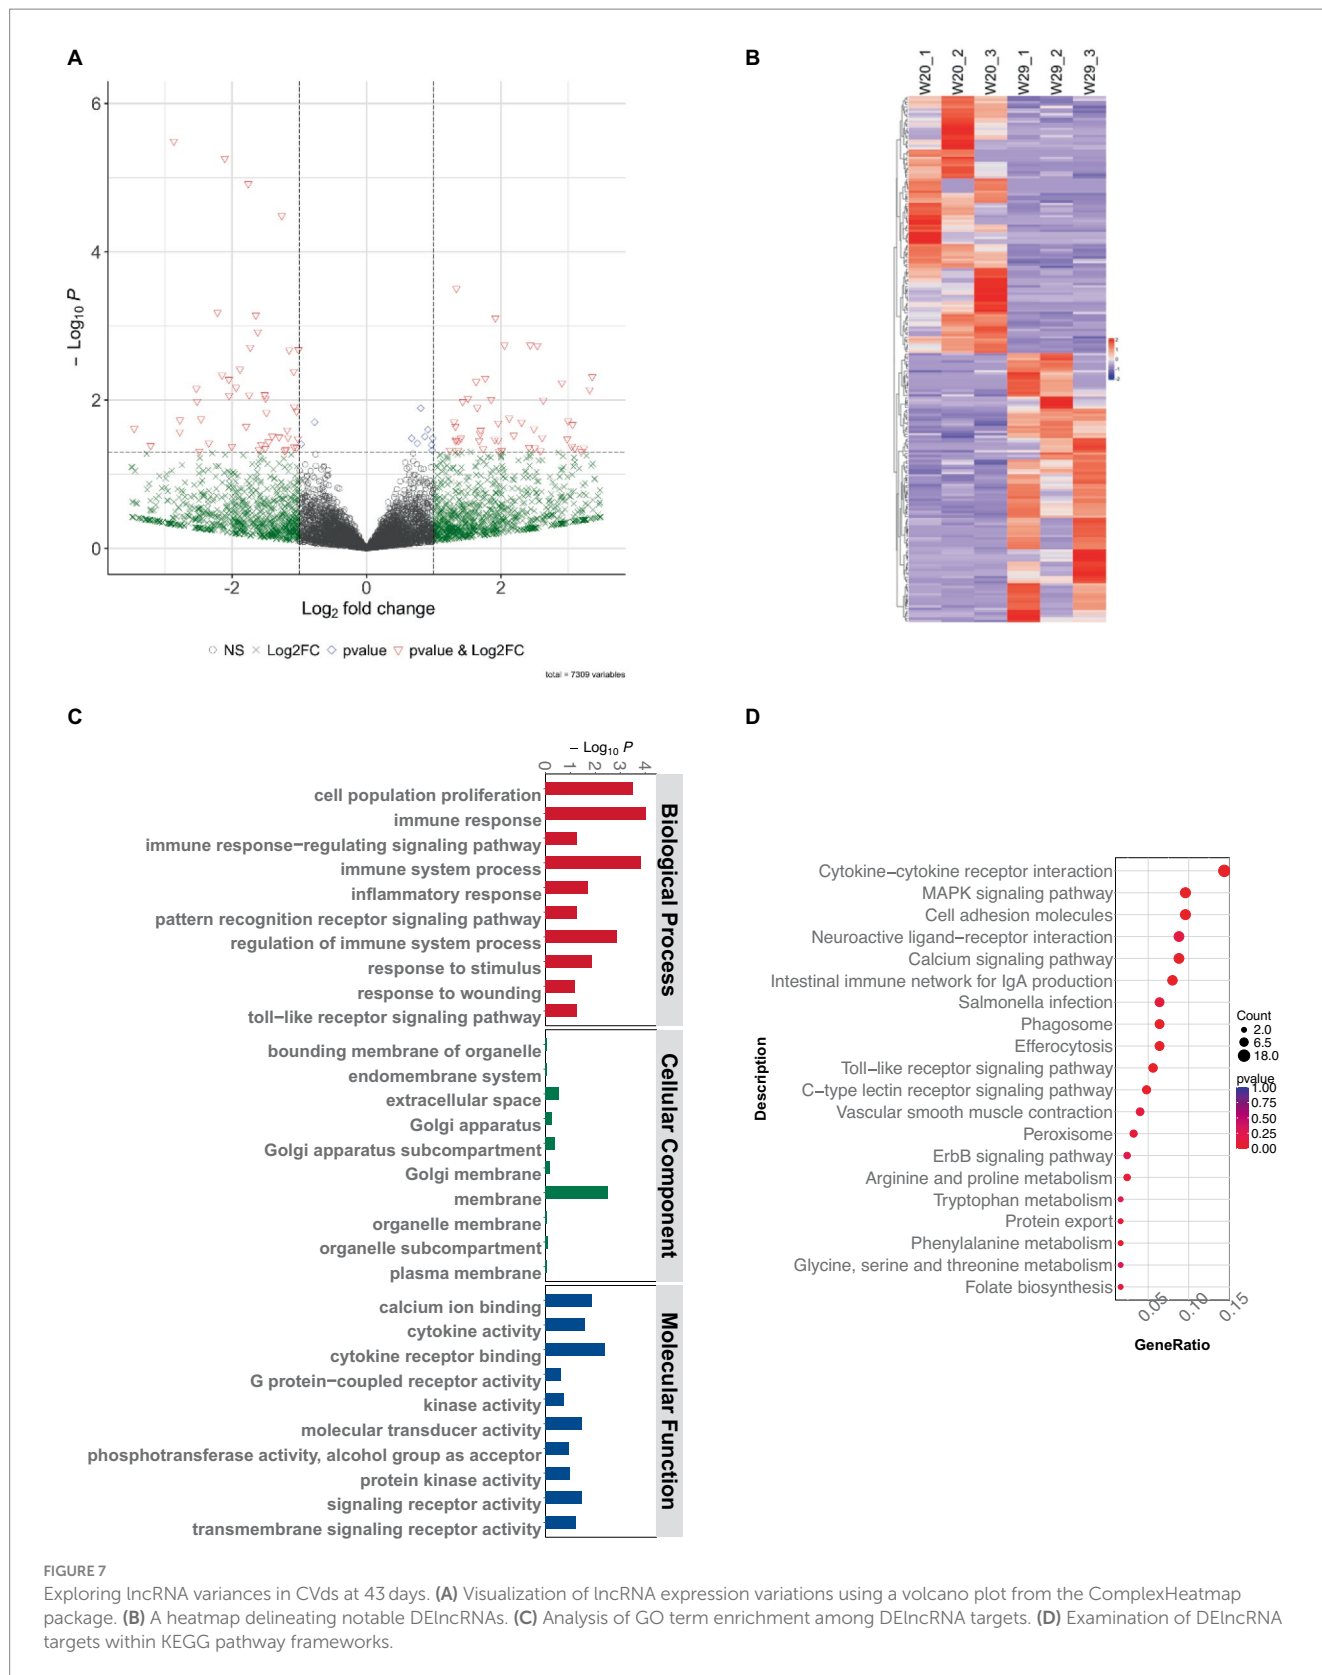 A
6
4
2
0
− Log10 P
-2
0
2
Log2 fold change
NS
Log2FC
pvalue
pvalue & Log2FC
total = 7309 variables
B
W20_1
W20_2
W20_3
W29_1
W29_2
W29_3
2
1
0
-1
-2
C
− Log10 P
0 1 2 3 4
cell population proliferation
immune response
immune response−regulating signaling pathway
immune system process
inflammatory response
pattern recognition receptor signaling pathway
regulation of immune system process
response to stimulus
response to wounding
toll−like receptor signaling pathway
Biological Process
bounding membrane of organelle
endomembrane system
extracellular space
Golgi apparatus
Golgi apparatus subcompartment
Golgi membrane
membrane
organelle membrane
organelle subcompartment
plasma membrane
Cellular Component
calcium ion binding
cytokine activity
cytokine receptor binding
G protein−coupled receptor activity
kinase activity
molecular transducer activity
phosphotransferase activity, alcohol group as acceptor
protein kinase activity
signaling receptor activity
transmembrane signaling receptor activity
Molecular Function
D
Description
Cytokine−cytokine receptor interaction
MAPK signaling pathway
Cell adhesion molecules
Neuroactive ligand−receptor interaction
Calcium signaling pathway
Intestinal immune network for IgA production
Salmonella infection
Phagosome
Efferocytosis
Toll−like receptor signaling pathway
C−type lectin receptor signaling pathway
Vascular smooth muscle contraction
Peroxisome
ErbB signaling pathway
Arginine and proline metabolism
Tryptophan metabolism
Protein export
Phenylalanine metabolism
Glycine, serine and threonine metabolism
Folate biosynthesis
0.05
0.10
0.15
GeneRatio
Count
2.0
6.5
18.0
pvalue
1.00
0.75
0.50
0.25
0.00
FIGURE 7
Exploring lncRNA variances in CVds at 43 days. (A) Visualization of lncRNA expression variations using a volcano plot from the ComplexHeatmap
package. (B) A heatmap delineating notable DElncRNAs. (C) Analysis of GO term enrichment among DElncRNA targets. (D) Examination of DElncRNA
targets within KEGG pathway frameworks.